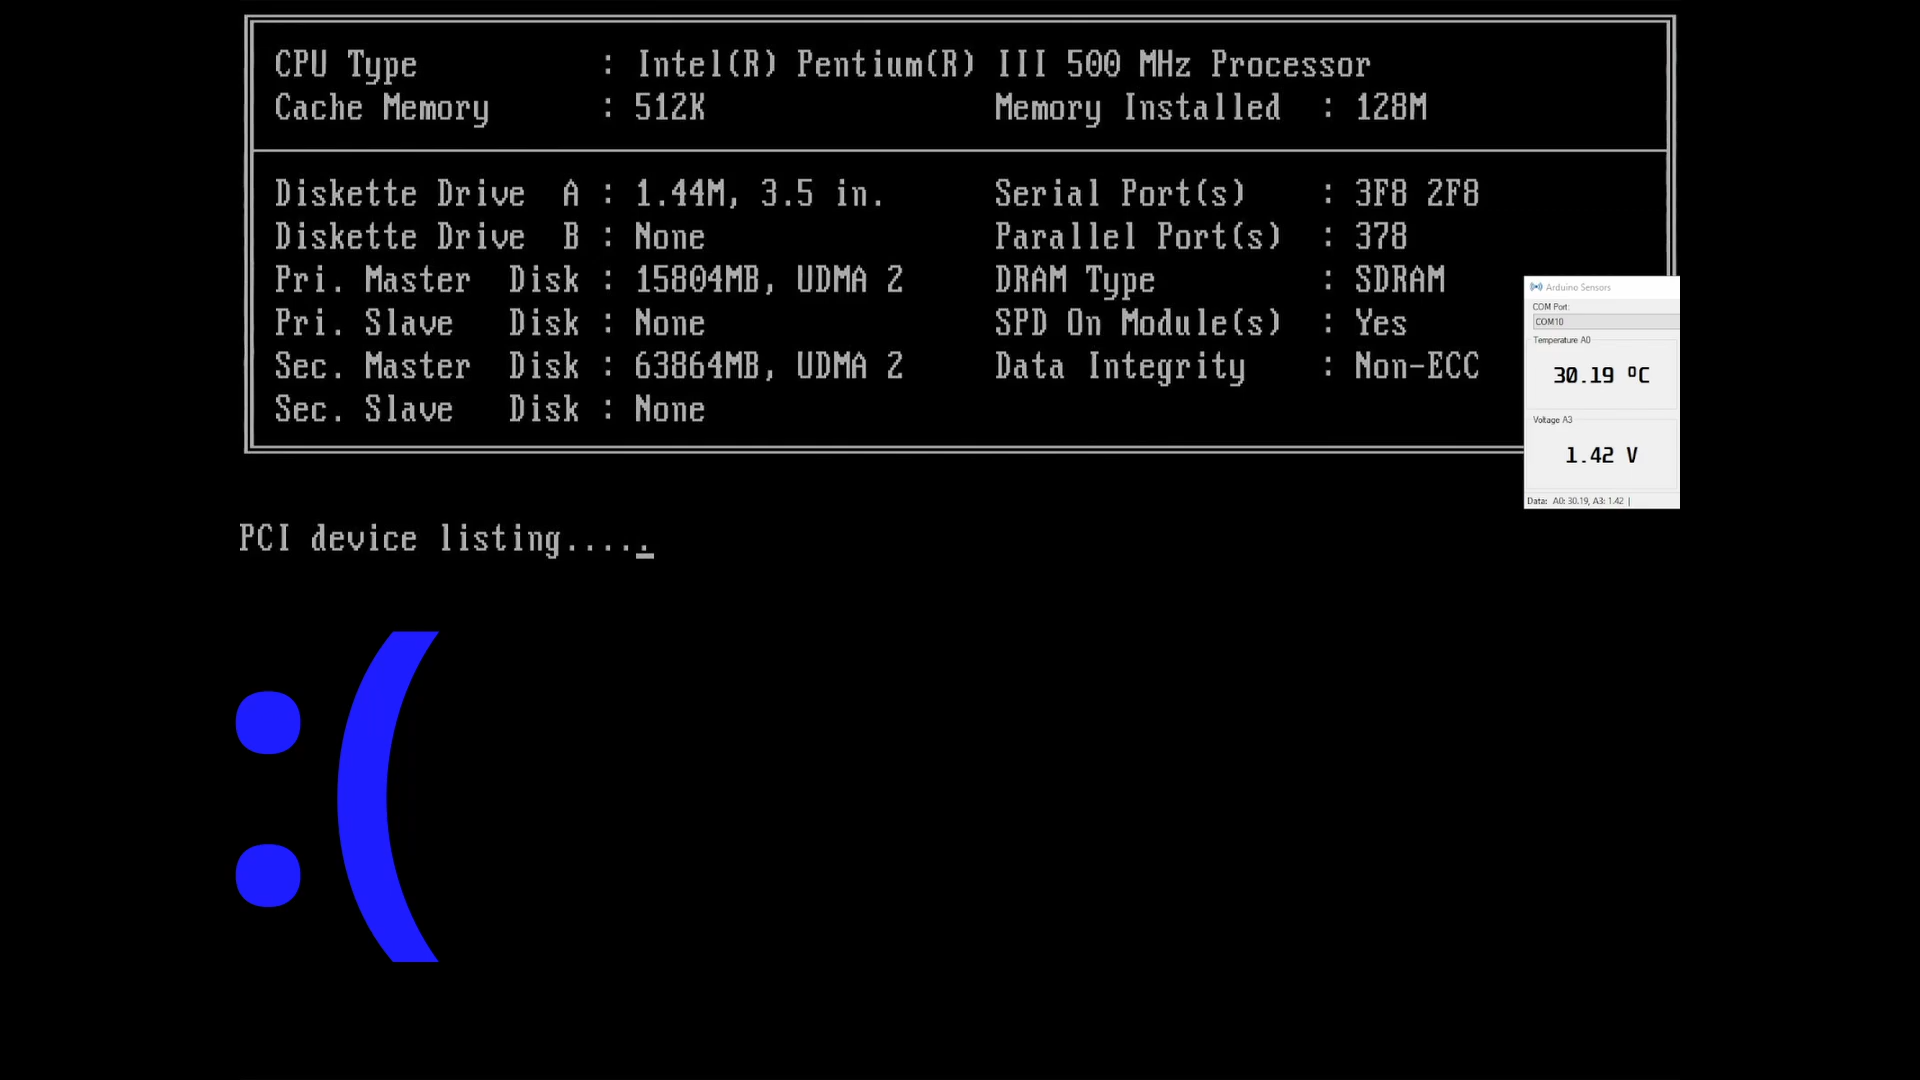 CPU Type : Intel(R) Pentium(R) III 500 MHz Processor
Cache Memory : 512K Memory Installed : 128M
Diskette Drive A : 1.44M, 3.5 in. Serial Port(s) : 3F8 2F8
Diskette Drive B : None Parallel Port(s) : 378
Pri. Master Disk : 15804MB, UDMA 2 DRAM Type : SDRAM
Pri. Slave Disk : None SPD On Module(s) : Yes
Sec. Master Disk : 63864MB, UDMA 2 Data Integrity : Non-ECC
Sec. Slave Disk : None
Arduino Sensors
COM Port:
COM10
Temperature A0
30.19 ºC
Voltage A3
1.42 V
Data: A0: 30.19, A3: 1.42 |
PCI device listing.....
:(